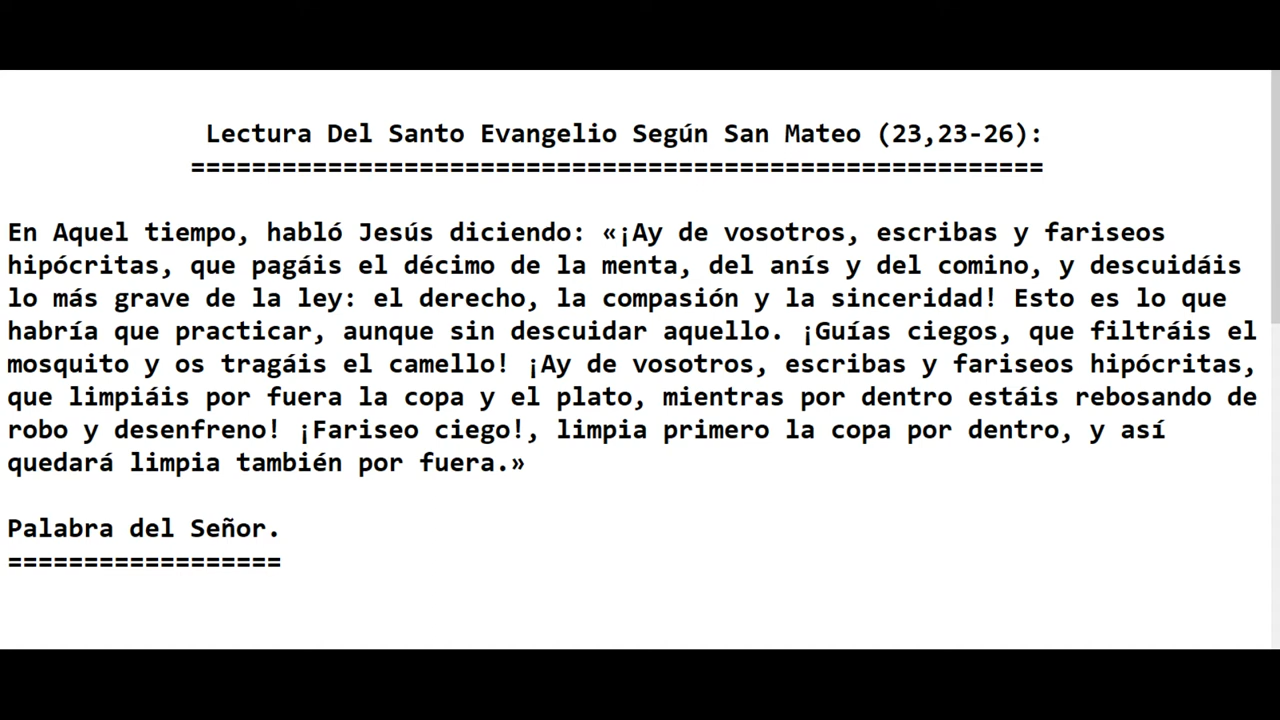 Lectura Del Santo Evangelio Según San Mateo (23,23-26):
========================================================
En Aquel tiempo, habló Jesús diciendo: «¡Ay de vosotros, escribas y fariseos
hipócritas, que pagáis el décimo de la menta, del anís y del comino, y descuidáis
lo más grave de la ley: el derecho, la compasión y la sinceridad! Esto es lo que
habría que practicar, aunque sin descuidar aquello. ¡Guías ciegos, que filtráis el
mosquito y os tragáis el camello! ¡Ay de vosotros, escribas y fariseos hipócritas,
que limpiáis por fuera la copa y el plato, mientras por dentro estáis rebosando de
robo y desenfreno! ¡Fariseo ciego!, limpia primero la copa por dentro, y así
quedará limpia también por fuera.»
Palabra del Señor.
==================